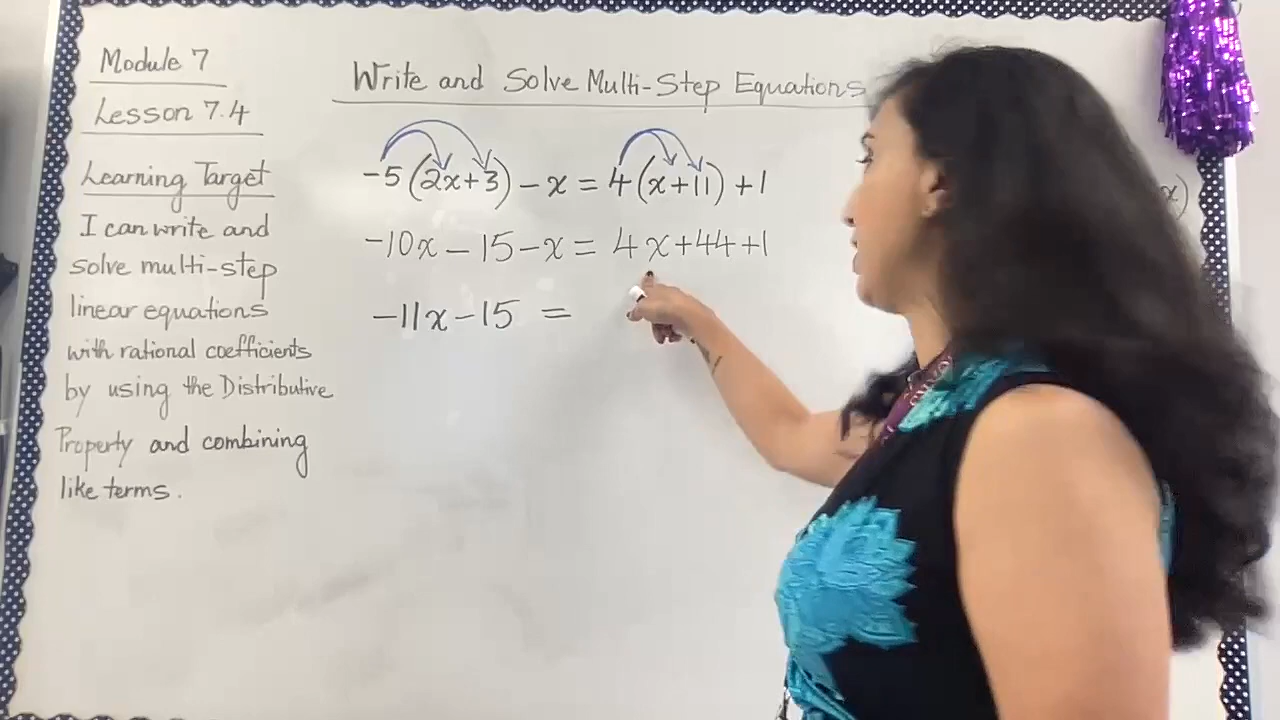 Module 7
Lesson 7.4
Learning Target
I can write and
solve multi-step
linear equations
with rational coefficients
by using the Distributive
Property and combining
like terms.
Write and Solve Multi-Step Equations
-5(2x+3) - x = 4(x+11) +1
-10x - 15 - x = 4x+44+1
-11x - 15 =
x)